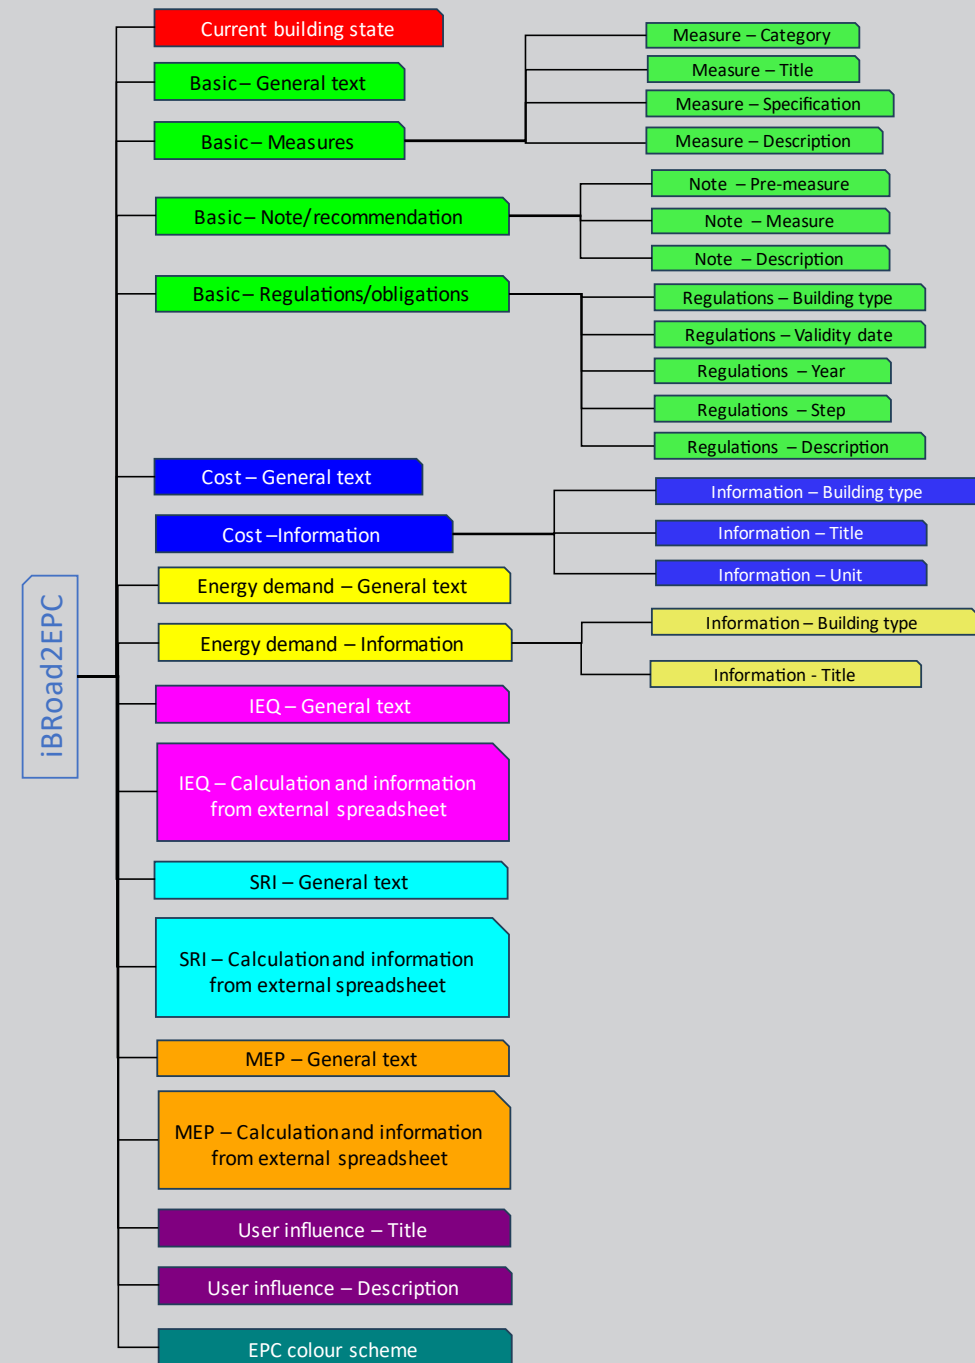 iBRoad2EPC
Current building state
Basic – General text
Basic – Measures
Measure – Category
Measure – Title
Measure – Specification
Measure – Description
Basic – Note/recommendation
Note – Pre-measure
Note – Measure
Note – Description
Basic – Regulations/obligations
Regulations – Building type
Regulations – Validity date
Regulations – Year
Regulations – Step
Regulations – Description
Cost – General text
Cost –Information
Information – Building type
Information – Title
Information – Unit
Energy demand – General text
Energy demand – Information
Information – Building type
Information - Title
IEQ – General text
IEQ – Calculation and information
from external spreadsheet
SRI – General text
SRI – Calculation and information
from external spreadsheet
MEP – General text
MEP – Calculation and information
from external spreadsheet
User influence – Title
User influence – Description
EPC colour scheme